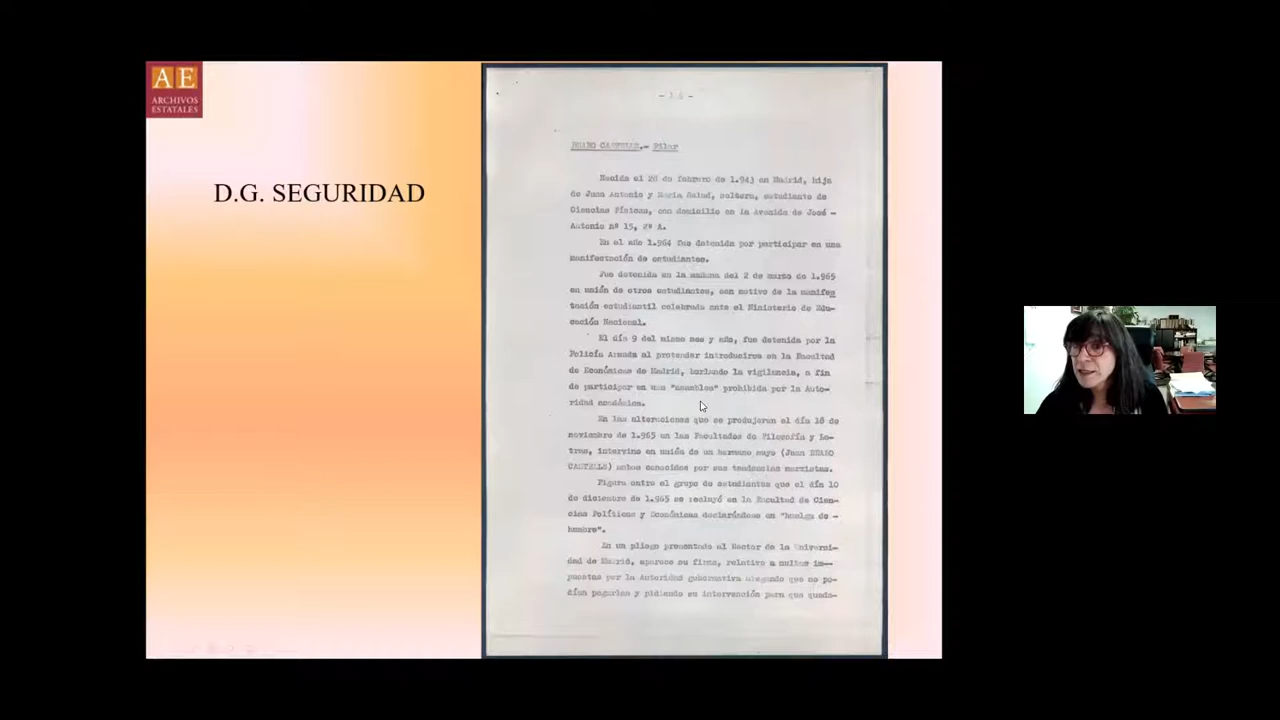 AE
ARCHIVOS
ESTATALES
D.G. SEGURIDAD
CASTELLS.- Pilar
Nacida el 28 de febrero de 1.943 en Madrid, hija
de Juan Antonio y María Salud, soltera, estudiante de
Ciencias Físicas, con domicilio en la Avenida de José -
Antonio nº 15, 2º A.
En el año 1.964 fue detenida por participar en una
manifestación de estudiantes.
Fue detenida en la mañana del 2 de marzo de 1.965
en unión de otros estudiantes, con motivo de la manifes
tación estudiantil celebrada ante el Ministerio de Edu-
cación Nacional.
El día 9 del mismo mes y año, fue detenida por la
Policía Armada al pretender introducirse en la Facultad
de Económicas de Madrid, burlando la vigilancia, a fin
de participar en una "asamblea" prohibida por la Auto-
ridad académica.
En las alteraciones que se produjeron el día 18 de
noviembre de 1.965 en las Facultades de Filosofía y Le-
tras, intervino en unión de un hermano suyo (Juan
CASTELLS) ambos conocidos por sus tendencias marxistas.
Figura entre el grupo de estudiantes que el día 10
de diciembre de 1.965 se recluyó en la Facultad de Cien-
cias Políticas y Económicas declarándose en "huelga de -
hambre".
En un pliego presentado al Rector de la Universi-
dad de Madrid, aparece su firma, relativo a multas im--
puestas por la Autoridad gubernativa alegando que no po-
dían pagarlas y pidiendo su intervención para que queda-